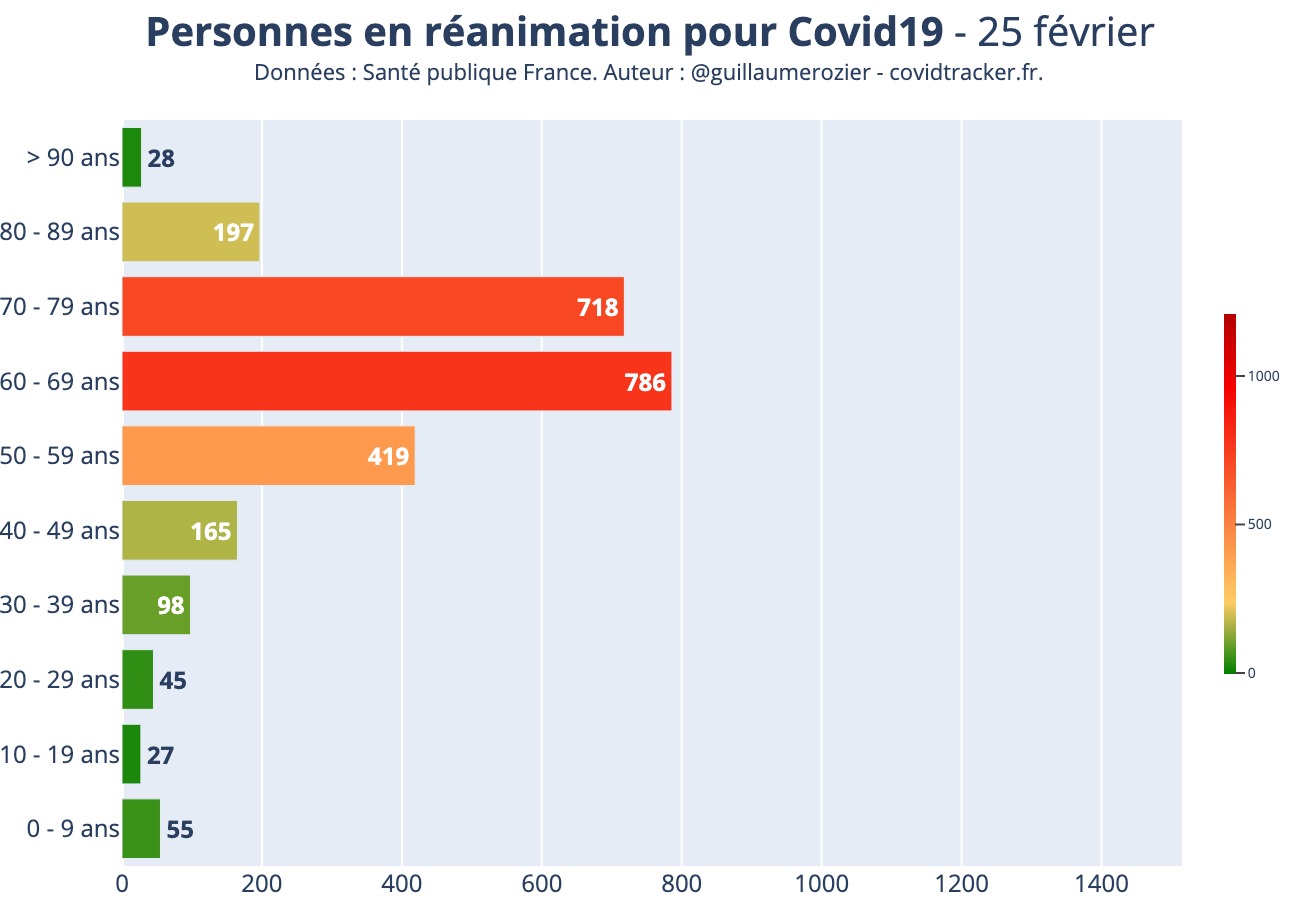 Personnes en réanimation pour Covid19 - 25 février
Données : Santé publique France. Auteur : @guillaumerozier - covidtracker.fr.
> 90 ans 28
80 - 89 ans 197
70 - 79 ans 718
60 - 69 ans 786
50 - 59 ans 419
40 - 49 ans 165
30 - 39 ans 98
20 - 29 ans 45
10 - 19 ans 27
0 - 9 ans 55
0 200 400 600 800 1000 1200 1400
1000
500
0